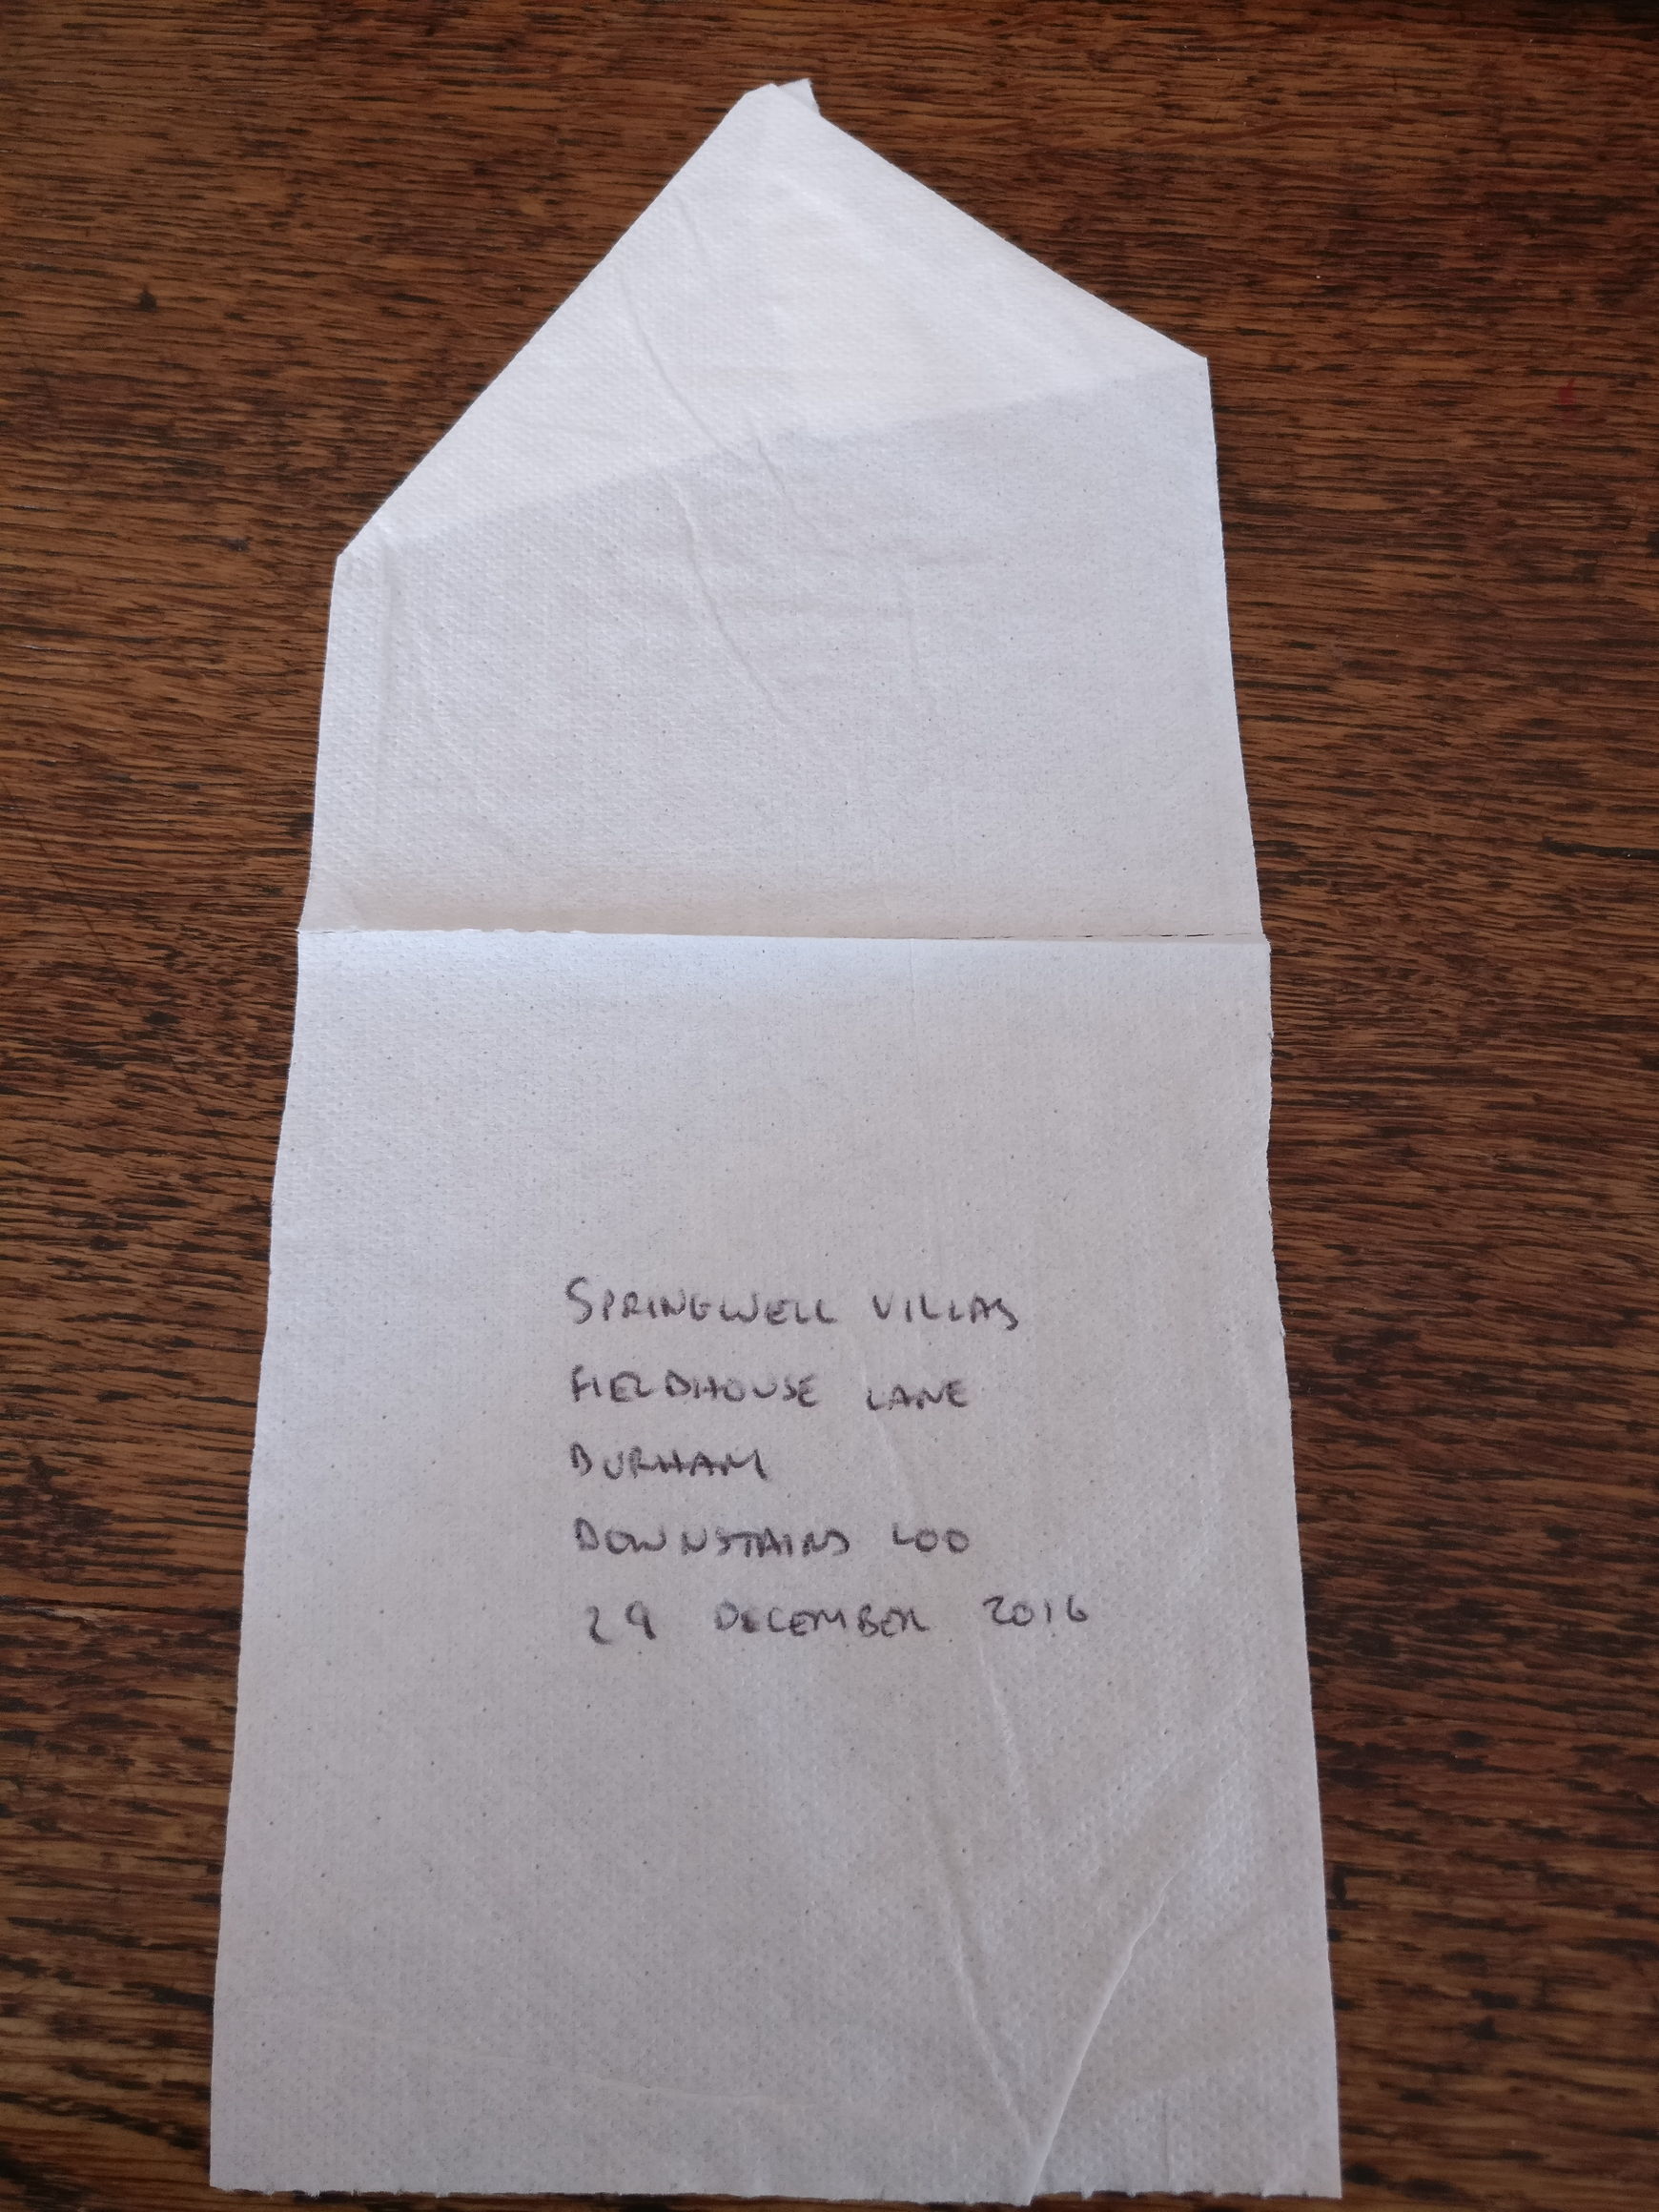 SPRINGWELL VILLAS
FIELDHOUSE LANE
DURHAM
DOWNSTAIRS LOO
29 DECEMBER 2016